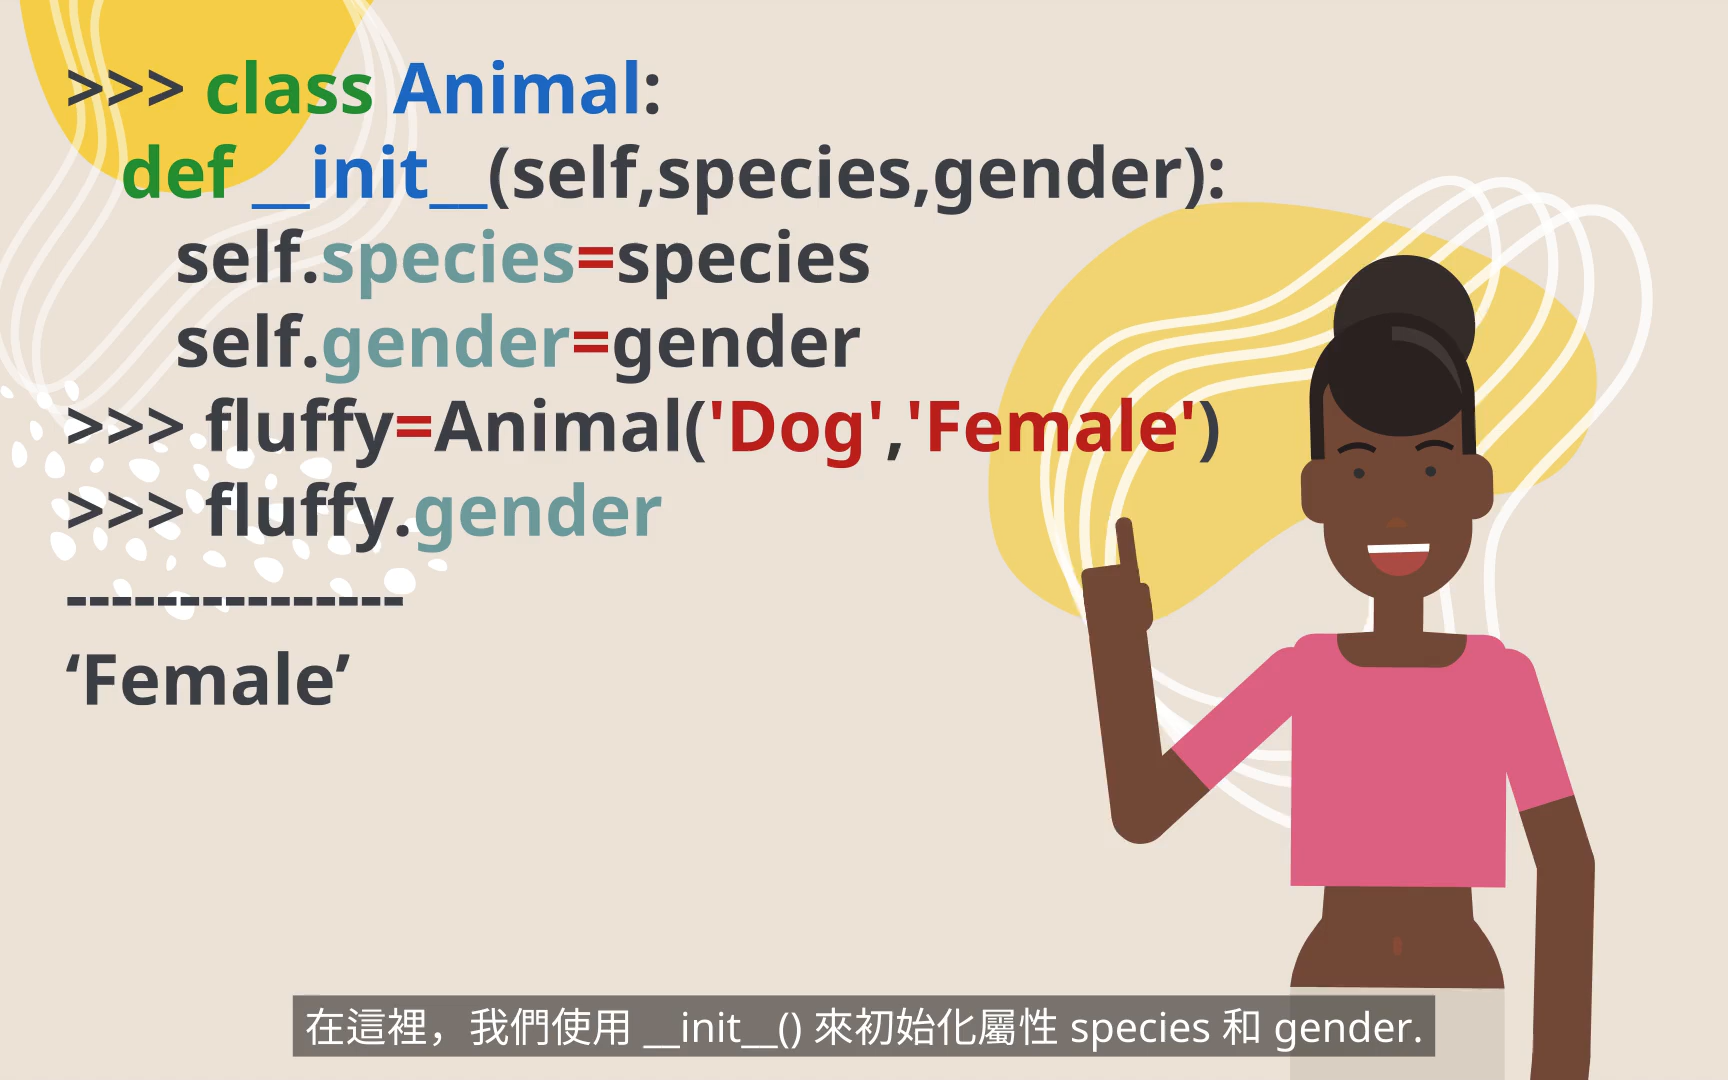 >>> class Animal:
def __init__(self,species,gender):
self.species=species
self.gender=gender
>>> fluffy=Animal('Dog','Female')
>>> fluffy.gender
---------------
‘Female’
在這裡，我們使用 __init__() 來初始化屬性 species 和 gender.